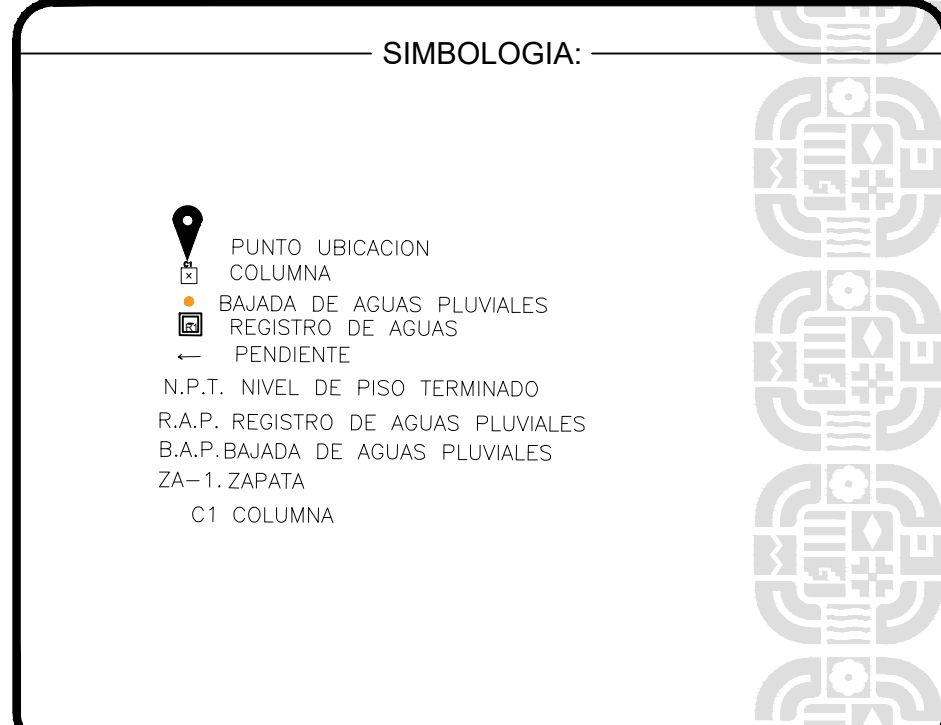 SIMBOLOGIA:
PUNTO UBICACION
C1
COLUMNA
BAJADA DE AGUAS PLUVIALES
REGISTRO DE AGUAS
PENDIENTE
N.P.T. NIVEL DE PISO TERMINADO
R.A.P. REGISTRO DE AGUAS PLUVIALES
B.A.P. BAJADA DE AGUAS PLUVIALES
ZA-1. ZAPATA
C1 COLUMNA